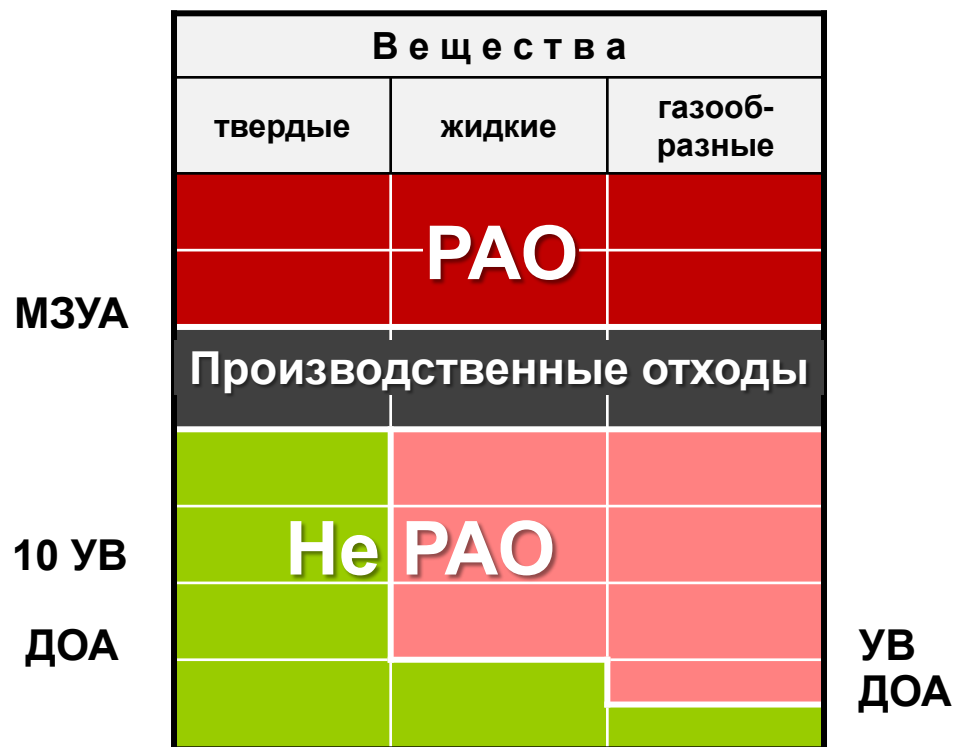 В е щ е с т в а
твердые
жидкие
газооб-
разные
РАО
МЗУА
Производственные отходы
Не РАО
10 УВ
ДОА
УВ
ДОА